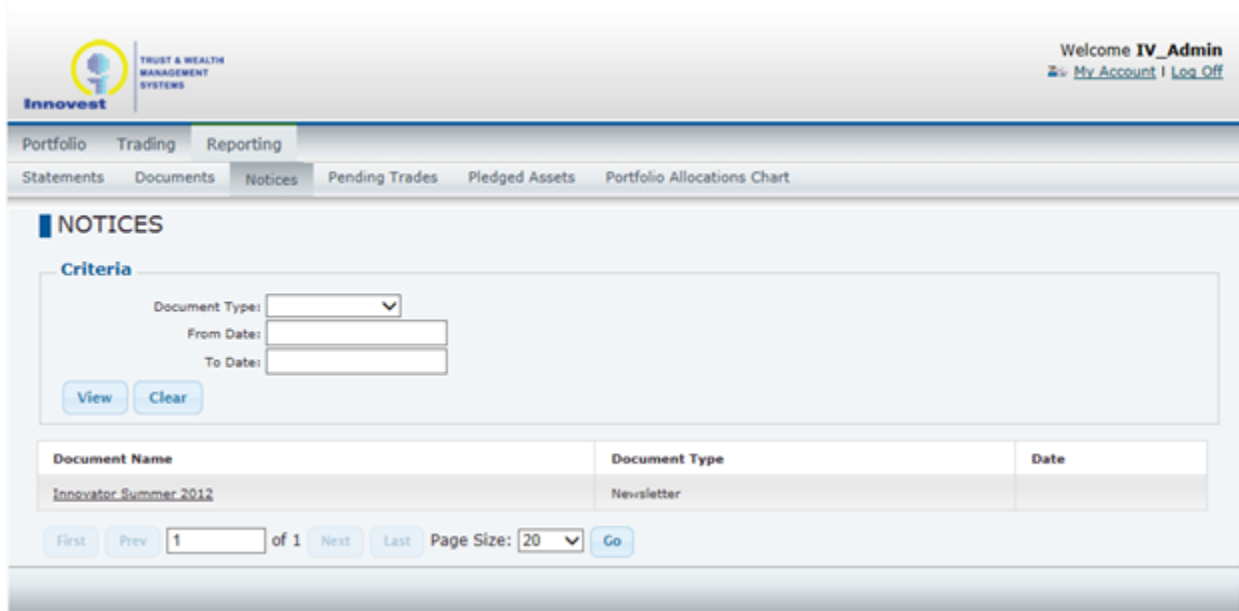 TRUST & WEALTH
MANAGEMENT
SYSTEMS
Innovest
Welcome IV_Admin
My Account | Log Off
Portfolio Trading Reporting
Statements Documents Notices Pending Trades Pledged Assets Portfolio Allocations Chart
NOTICES
Criteria
Document Type:
From Date:
To Date:
View Clear
Document Name Document Type Date
Innovator Summer 2012 Newsletter
First Prev 1 of 1 Next Last Page Size: 20 Go